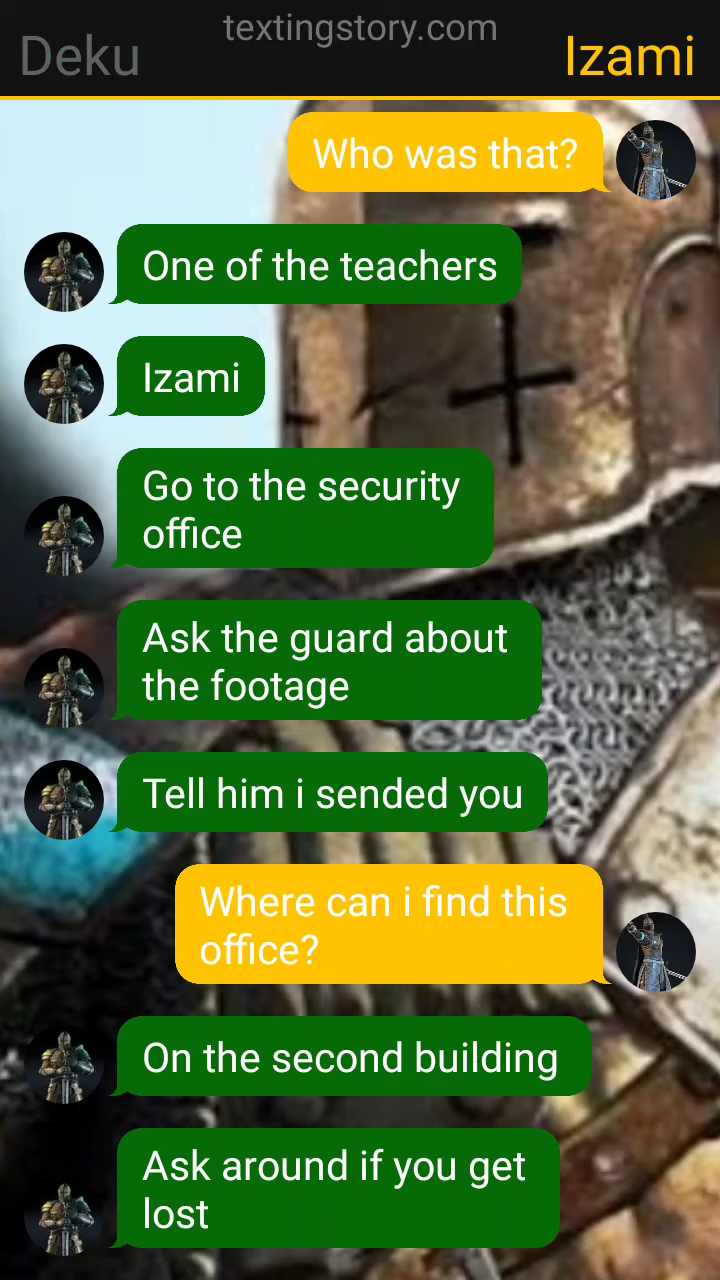 textingstory.com
Deku
Izami
Who was that?
One of the teachers
Izami
Go to the security
office
Ask the guard about
the footage
Tell him i sended you
Where can i find this
office?
On the second building
Ask around if you get
lost